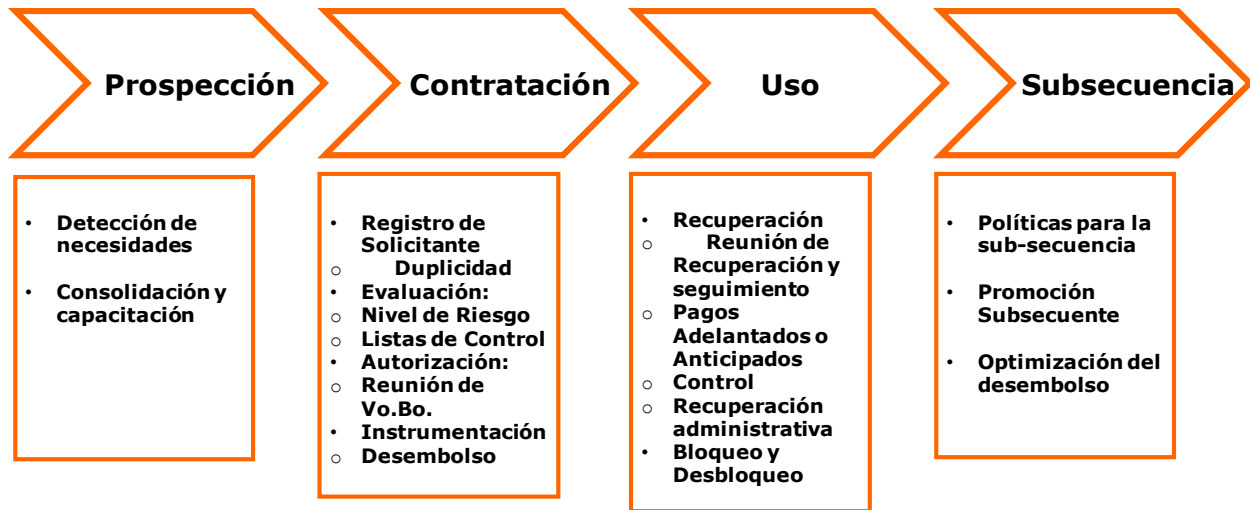 Prospección
Contratación
Uso
Subsecuencia
• Detección de
necesidades
• Consolidación y
capacitación
• Registro de
Solicitante
o Duplicidad
• Evaluación:
o Nivel de Riesgo
o Listas de Control
• Autorización:
o Reunión de
Vo.Bo.
• Instrumentación
o Desembolso
• Recuperación
o Reunión de
Recuperación y
seguimiento
o Pagos
Adelantados o
Anticipados
o Control
o Recuperación
administrativa
• Bloqueo y
Desbloqueo
• Políticas para la
sub-secuencia
• Promoción
Subsecuente
• Optimización del
desembolso